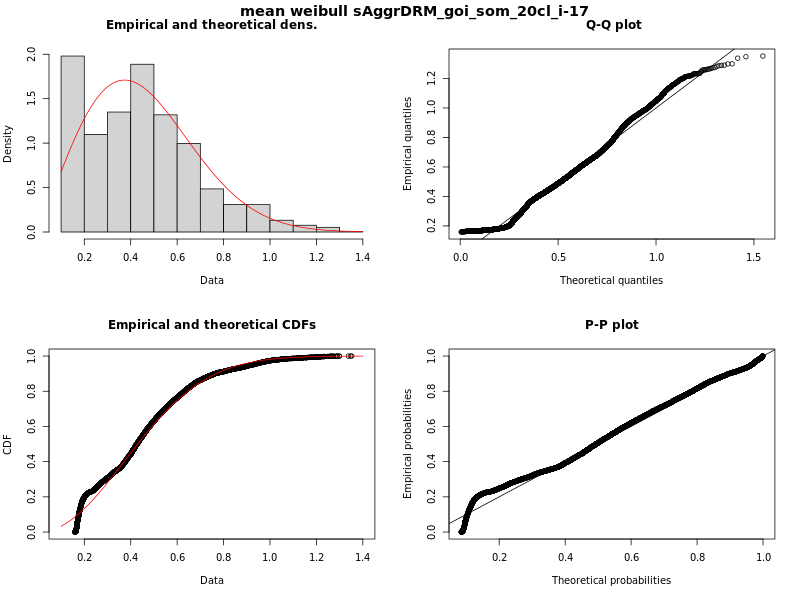 mean weibull sAggrDRM_goi_som_20cl_i-17
Empirical and theoretical dens.
Density
0.0 0.5 1.0 1.5 2.0
0.2 0.4 0.6 0.8 1.0 1.2 1.4
Data
Q-Q plot
Empirical quantiles
0.2 0.4 0.6 0.8 1.0 1.2
0.0 0.5 1.0 1.5
Theoretical quantiles
Empirical and theoretical CDFs
CDF
0.0 0.2 0.4 0.6 0.8 1.0
0.2 0.4 0.6 0.8 1.0 1.2 1.4
Data
P-P plot
Empirical probabilities
0.0 0.2 0.4 0.6 0.8 1.0
0.2 0.4 0.6 0.8 1.0
Theoretical probabilities